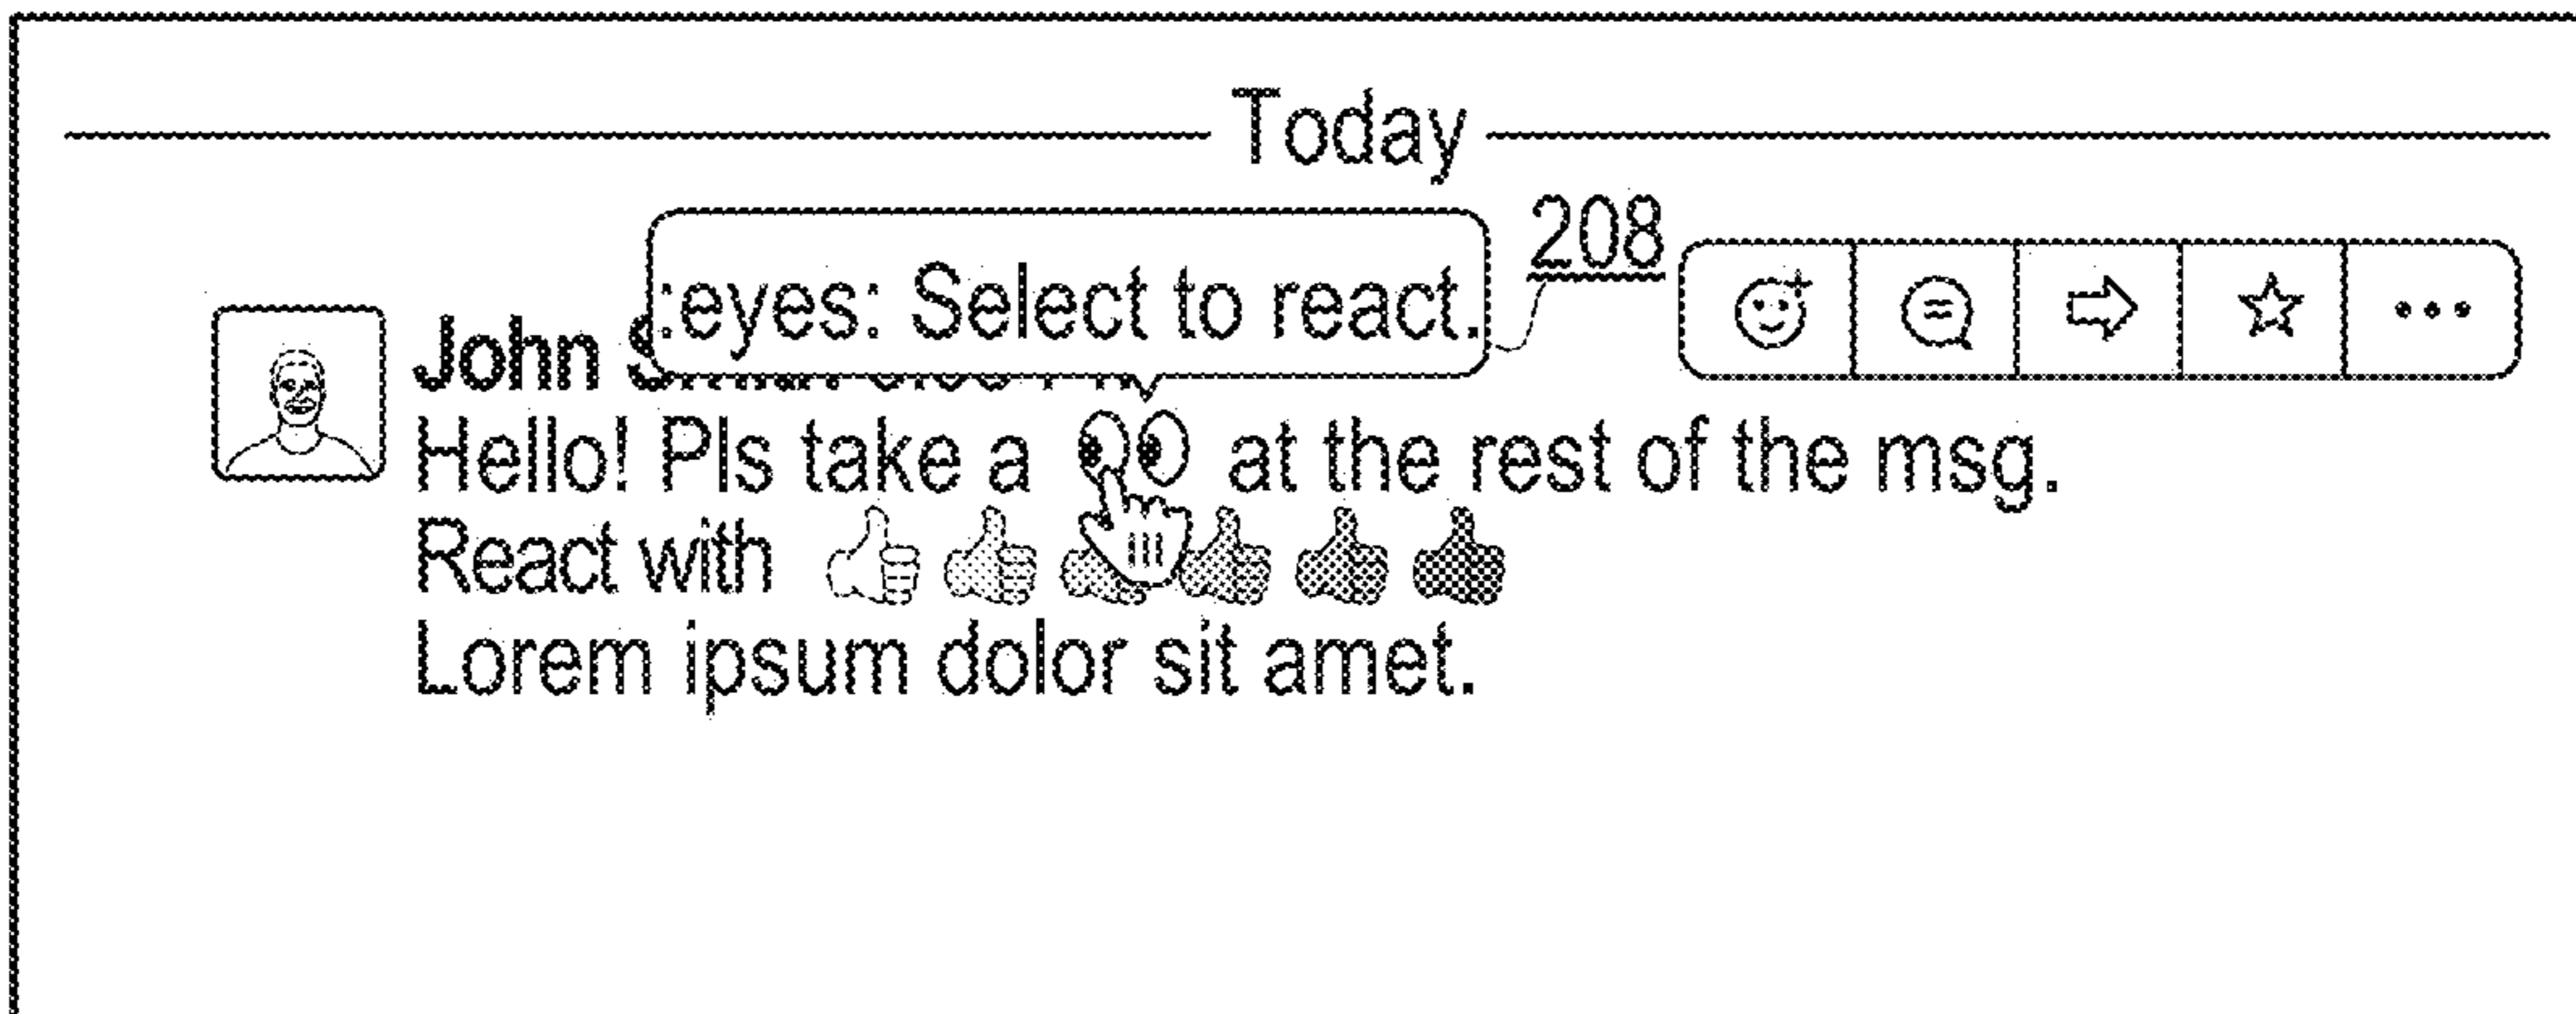 Today
208
:eyes: Select to react.
John
Hello! Pls take a 👀 at the rest of the msg.
React with 👍👍🏻👍🏼👍🏽👍🏾👍🏿
Lorem ipsum dolor sit amet.